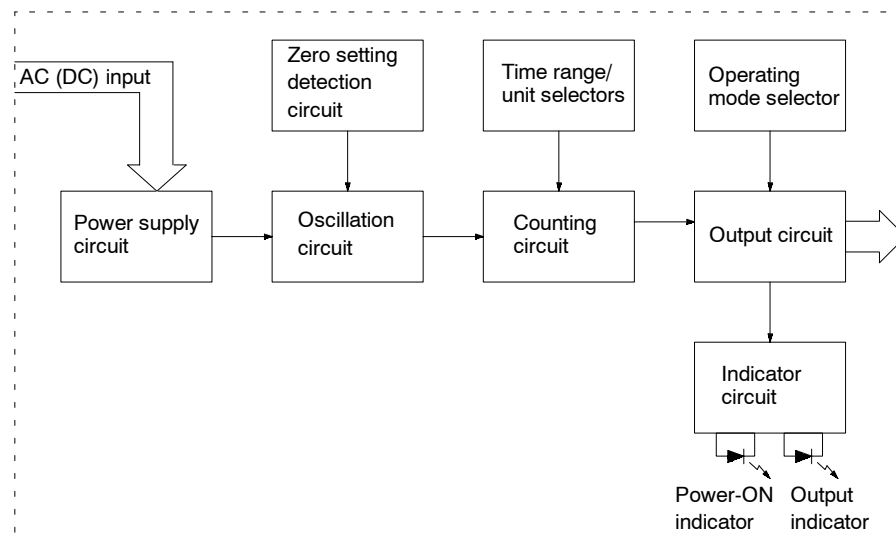 AC (DC) input
Zero setting
detection
circuit
Time range/
unit selectors
Operating
mode selector
Power supply
circuit
Oscillation
circuit
Counting
circuit
Output circuit
Indicator
circuit
Power-ON
indicator
Output
indicator